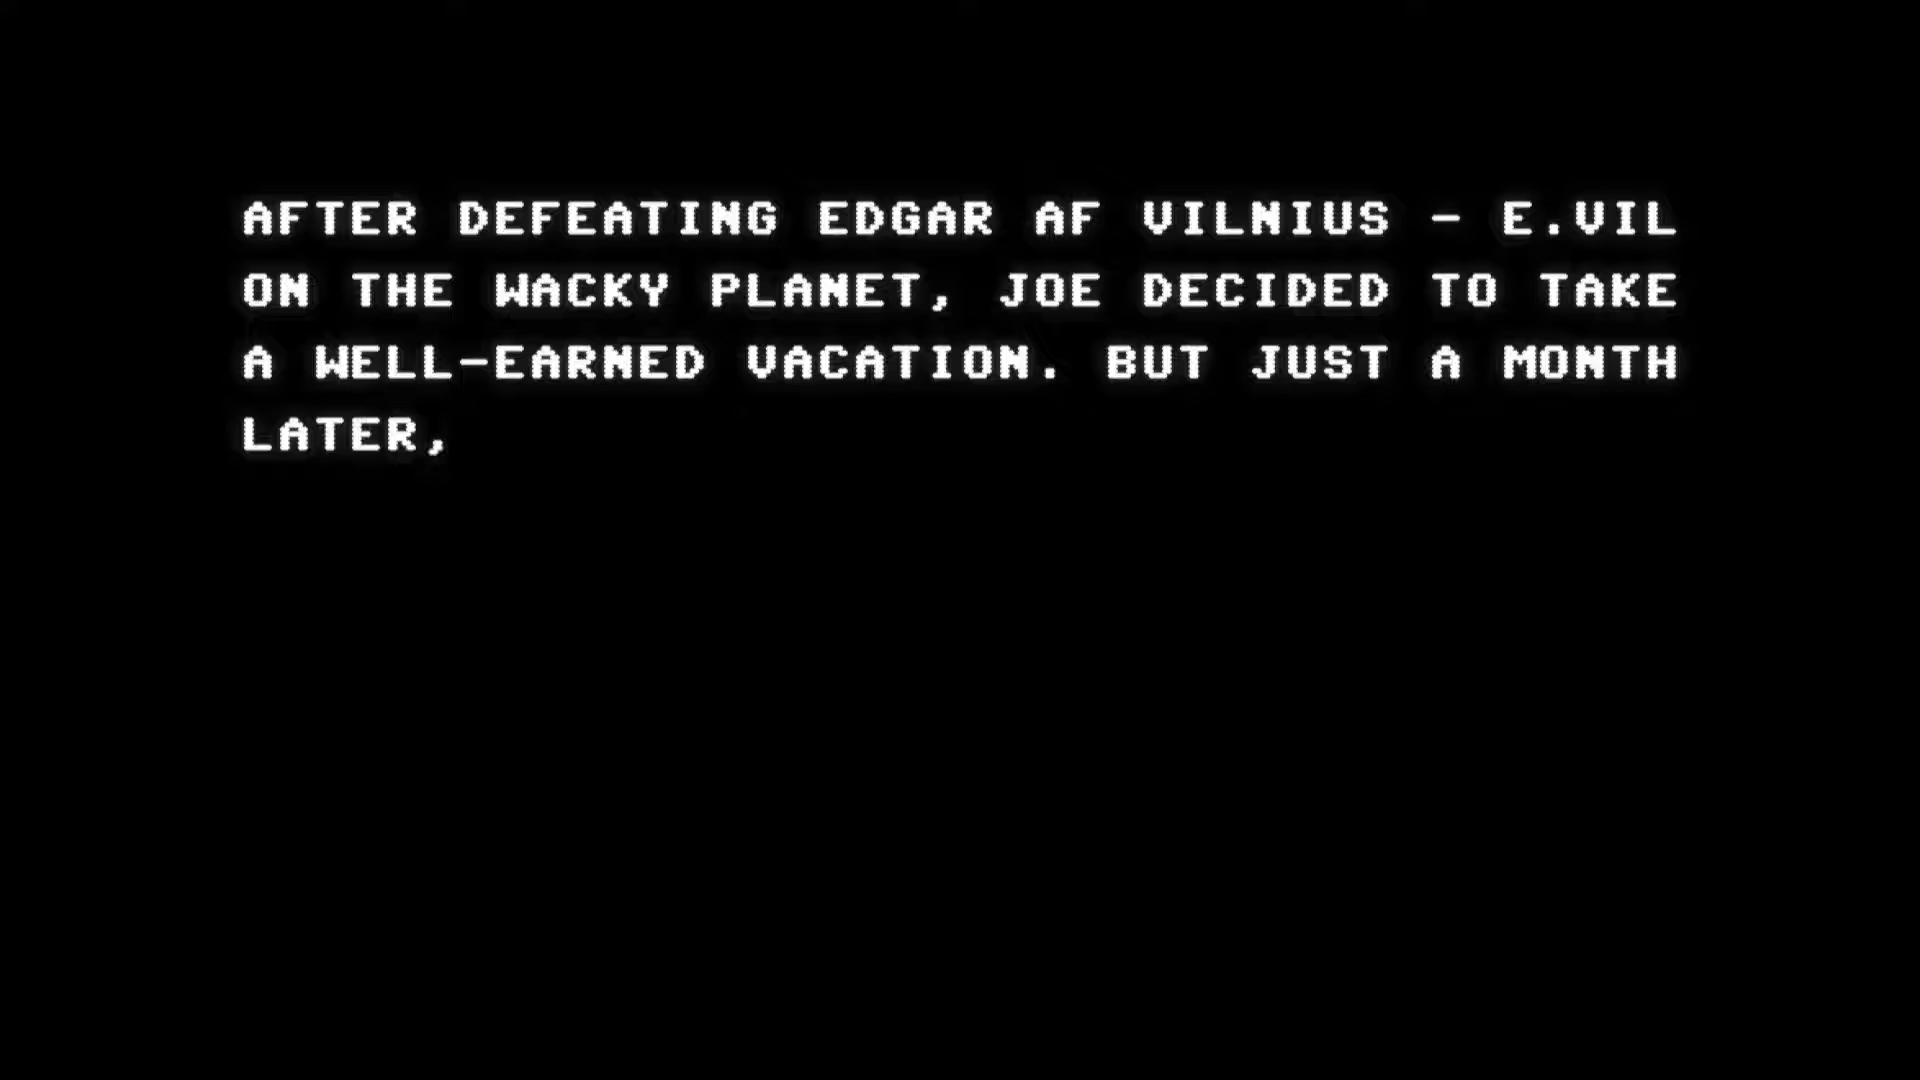 AFTER DEFEATING EDGAR AF VILNIUS - E.VIL
ON THE WACKY PLANET, JOE DECIDED TO TAKE
A WELL-EARNED VACATION. BUT JUST A MONTH
LATER,